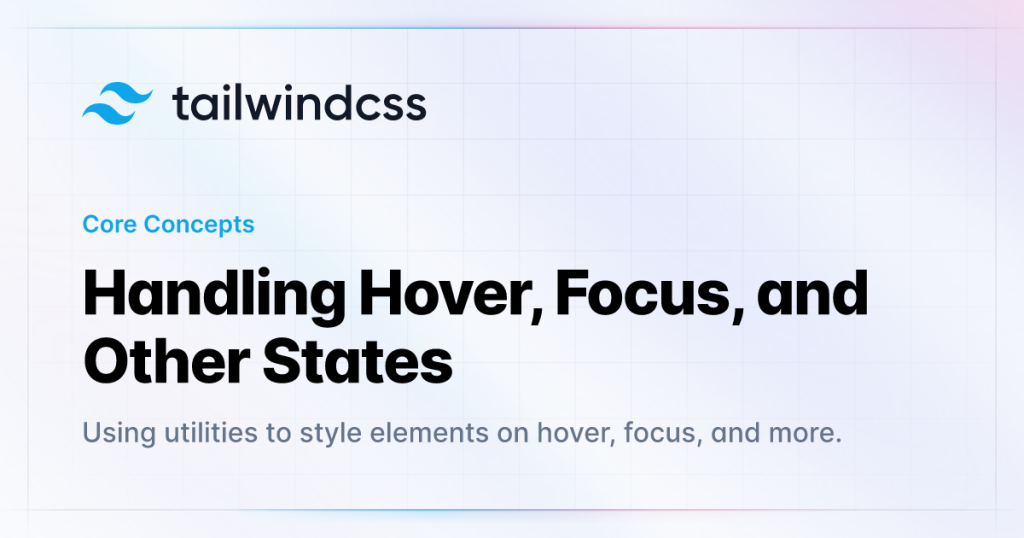 tailwindcss
Core Concepts
Handling Hover, Focus, and
Other States
Using utilities to style elements on hover, focus, and more.